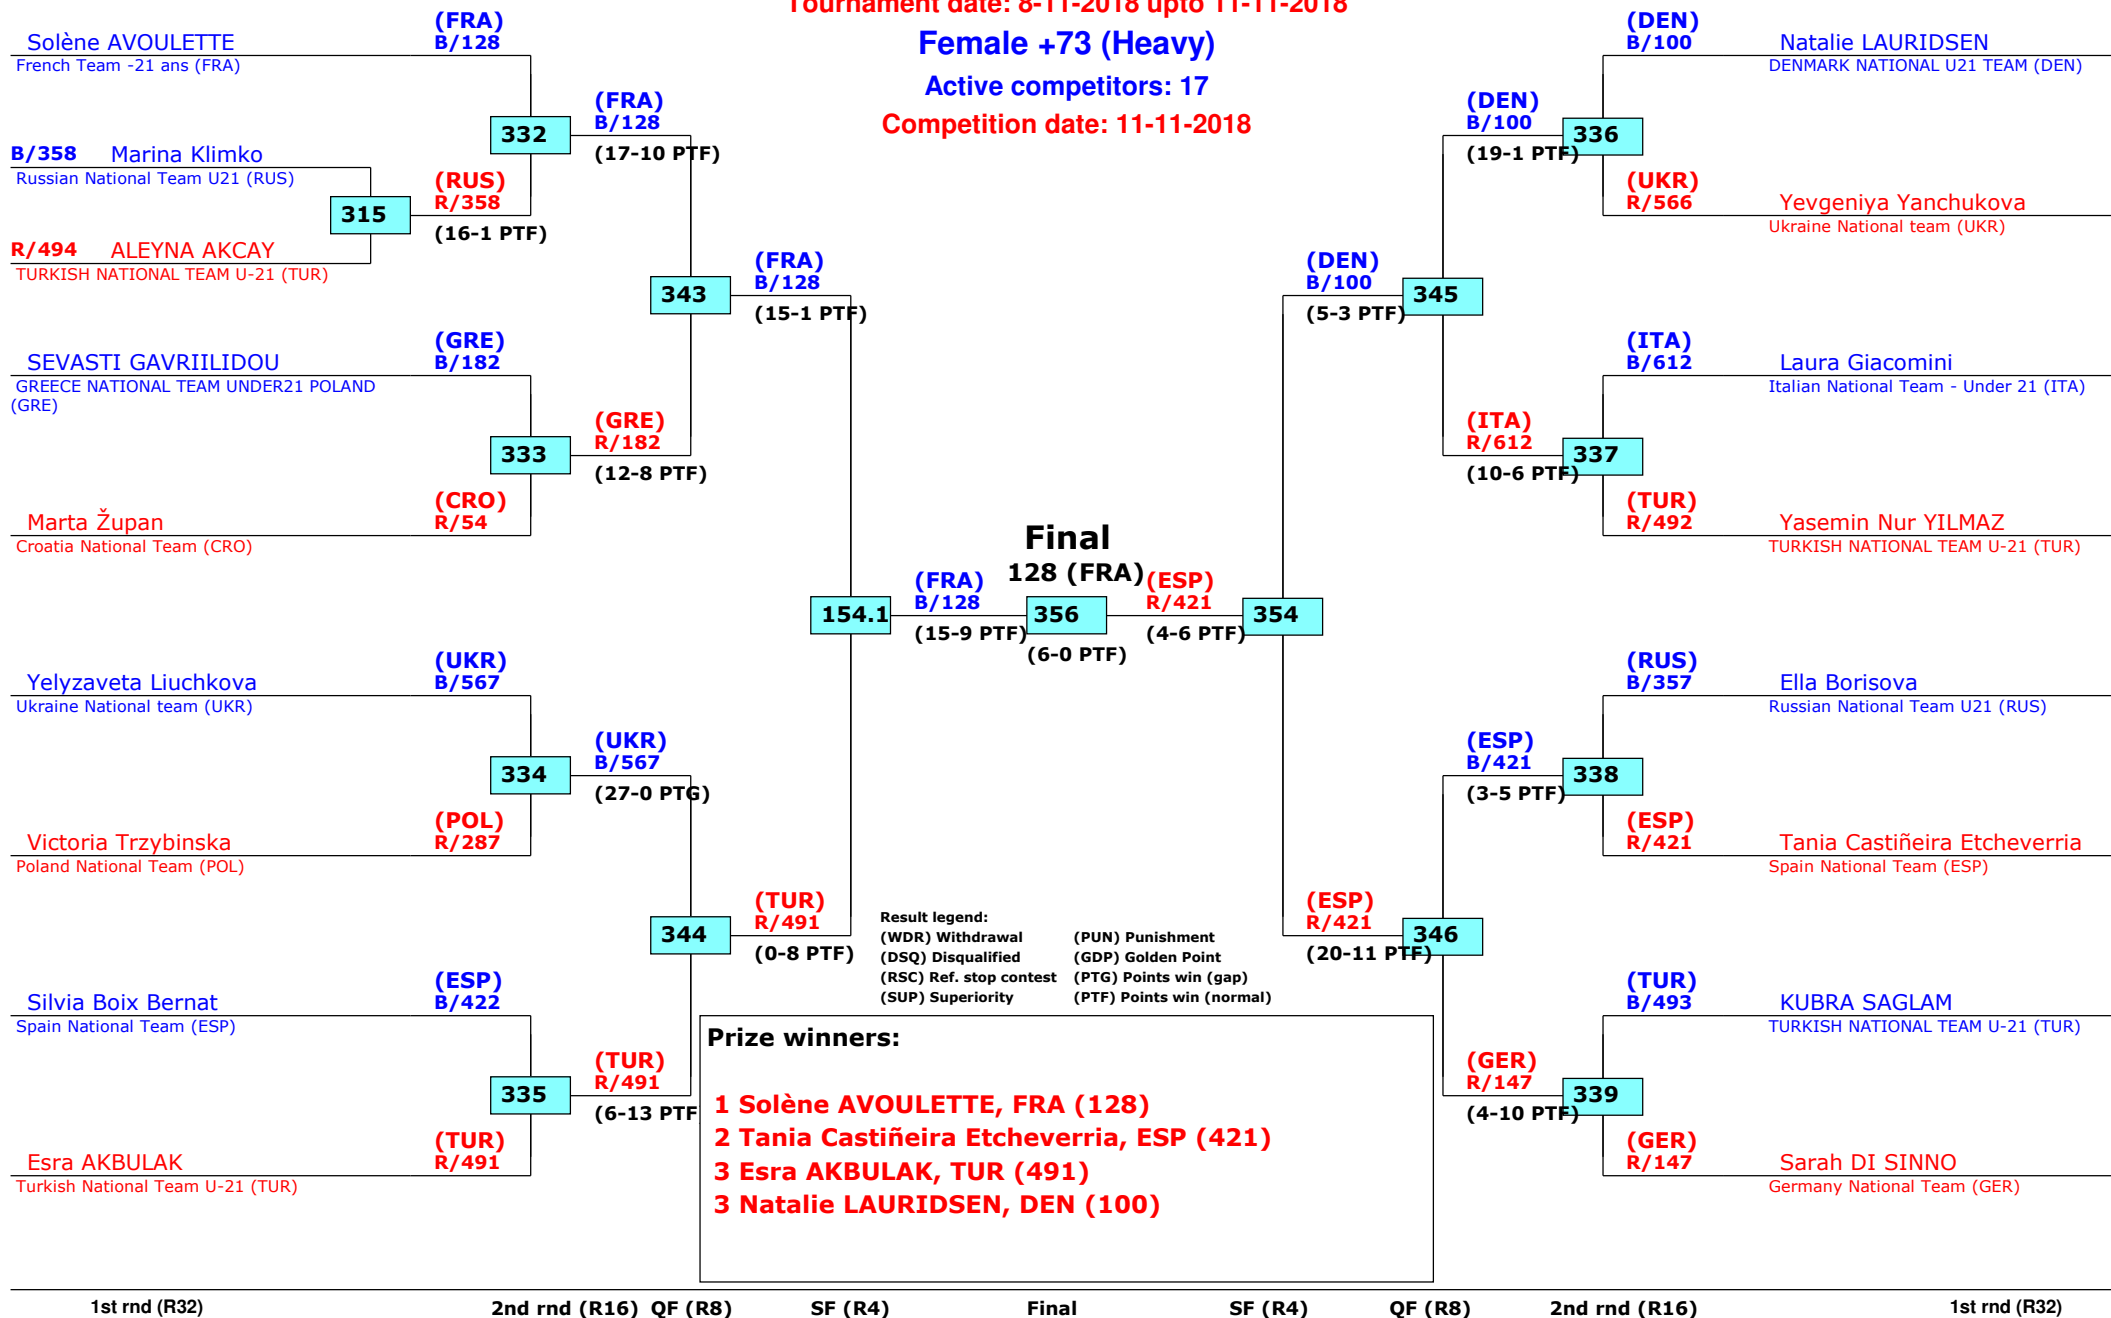 Tournament date: 8-11-2018 upto 11-11-2018
Female +73 (Heavy)
Active competitors: 17
Competition date: 11-11-2018
(FRA)
Solène AVOULETTE B/128
French Team -21 ans (FRA)
(FRA)
B/128
332
(17-10 PTF)
B/358 Marina Klimko
Russian National Team U21 (RUS)
(RUS)
R/358
315
(16-1 PTF)
R/494 ALEYNA AKCAY
TURKISH NATIONAL TEAM U-21 (TUR)
(FRA)
B/128
343
(15-1 PTF)
(GRE)
SEVASTI GAVRIILIDOU B/182
GREECE NATIONAL TEAM UNDER21 POLAND
(GRE)
(GRE)
R/182
333
(12-8 PTF)
(CRO)
Marta Župan R/54
Croatia National Team (CRO)
154.1
(FRA)
B/128
(15-9 PTF)
(UKR)
Yelyzaveta Liuchkova B/567
Ukraine National team (UKR)
(UKR)
B/567
334
(27-0 PTG)
(POL)
Victoria Trzybinska R/287
Poland National Team (POL)
(TUR)
R/491
344
(0-8 PTF)
(ESP)
Silvia Boix Bernat B/422
Spain National Team (ESP)
(TUR)
R/491
335
(6-13 PTF
(TUR)
Esra AKBULAK R/491
Turkish National Team U-21 (TUR)
Final
128 (FRA)
356
(6-0 PTF)
(DEN)
B/100 Natalie LAURIDSEN
DENMARK NATIONAL U21 TEAM (DEN)
(DEN)
B/100
336
(19-1 PTF)
(UKR)
R/566 Yevgeniya Yanchukova
Ukraine National team (UKR)
(DEN)
B/100
345
(5-3 PTF)
(ITA)
B/612 Laura Giacomini
Italian National Team - Under 21 (ITA)
(ITA)
R/612
337
(10-6 PTF)
(TUR)
R/492 Yasemin Nur YILMAZ
TURKISH NATIONAL TEAM U-21 (TUR)
(ESP)
R/421
354
(4-6 PTF)
(RUS)
B/357 Ella Borisova
Russian National Team U21 (RUS)
(ESP)
B/421
338
(3-5 PTF)
(ESP)
R/421 Tania Castiñeira Etcheverria
Spain National Team (ESP)
(ESP)
R/421
346
(20-11 PTF)
(TUR)
B/493 KUBRA SAGLAM
TURKISH NATIONAL TEAM U-21 (TUR)
(GER)
R/147
339
(4-10 PTF)
(GER)
R/147 Sarah DI SINNO
Germany National Team (GER)
Result legend:
(WDR) Withdrawal (PUN) Punishment
(DSQ) Disqualified (GDP) Golden Point
(RSC) Ref. stop contest (PTG) Points win (gap)
(SUP) Superiority (PTF) Points win (normal)
Prize winners:
1 Solène AVOULETTE, FRA (128)
2 Tania Castiñeira Etcheverria, ESP (421)
3 Esra AKBULAK, TUR (491)
3 Natalie LAURIDSEN, DEN (100)
1st rnd (R32) 2nd rnd (R16) QF (R8) SF (R4) Final SF (R4) QF (R8) 2nd rnd (R16) 1st rnd (R32)